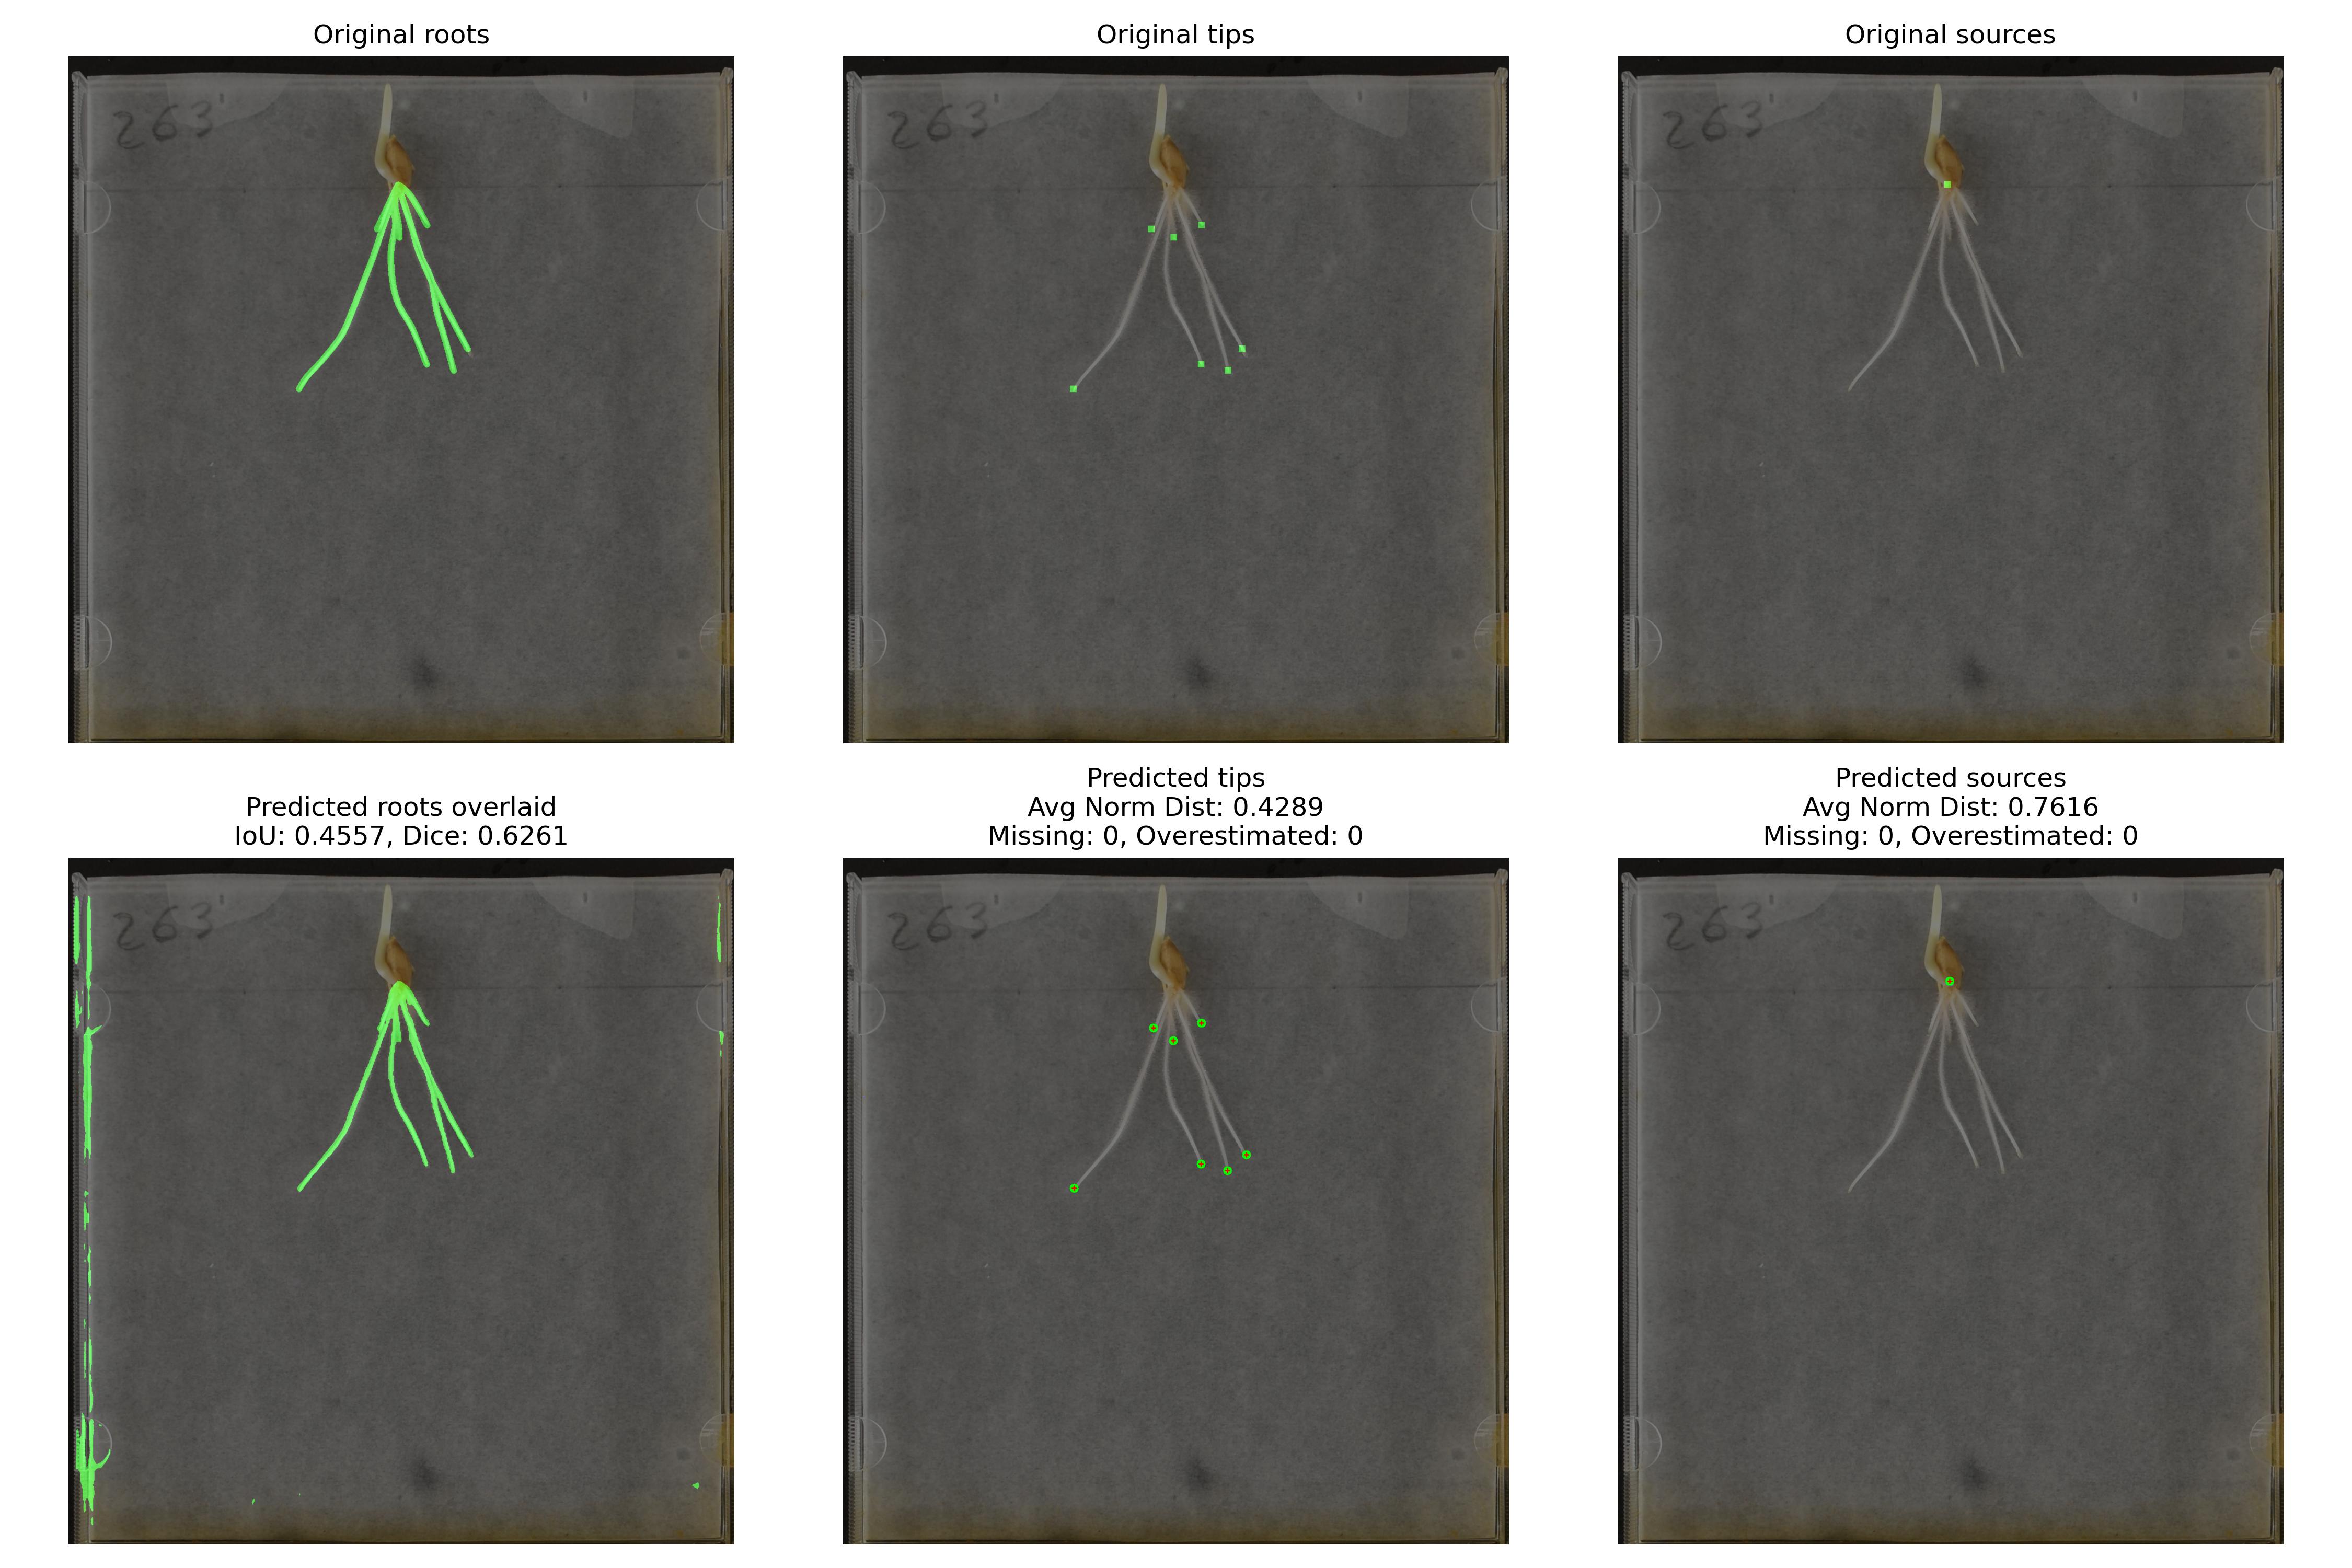 Original roots
Original tips
Original sources
263
263
263
Predicted roots overlaid
IoU: 0.4557, Dice: 0.6261
Predicted tips
Avg Norm Dist: 0.4289
Missing: 0, Overestimated: 0
Predicted sources
Avg Norm Dist: 0.7616
Missing: 0, Overestimated: 0
263
263
263